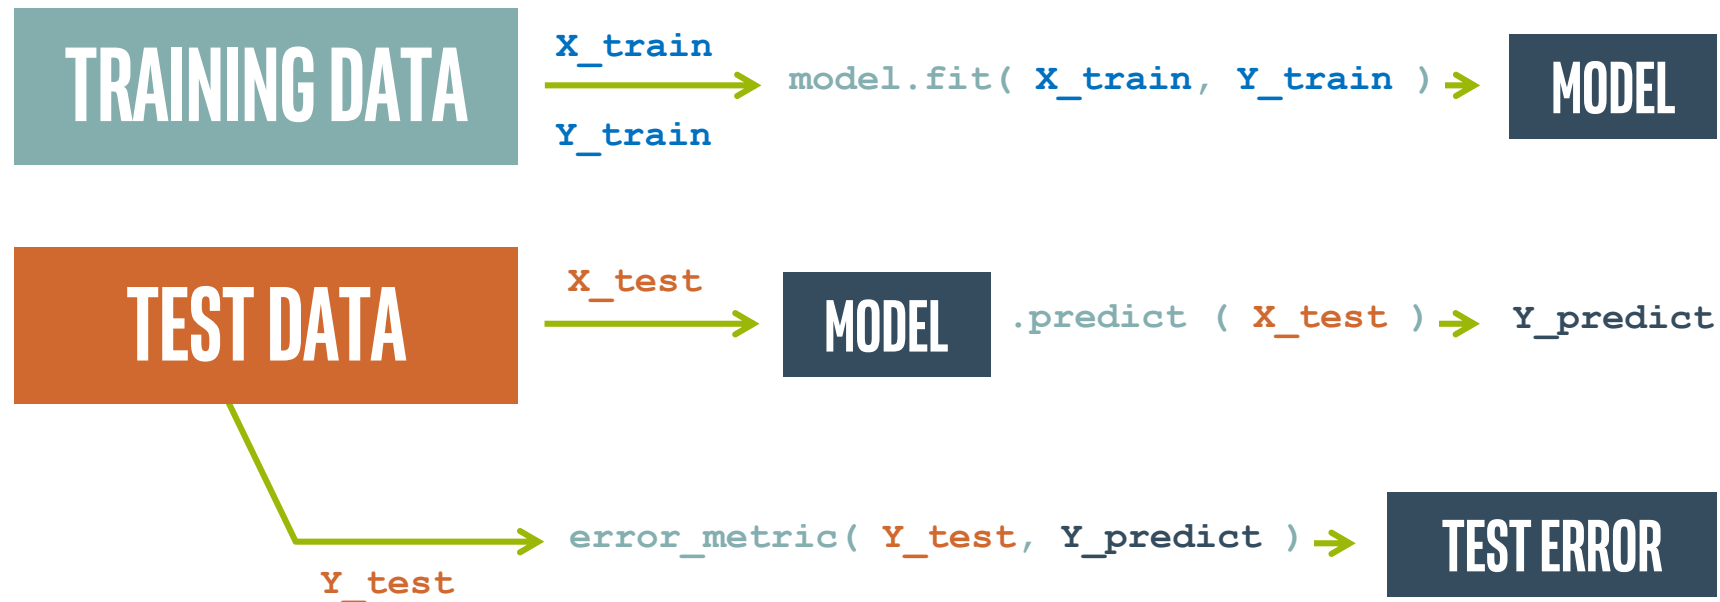 TRAINING DATA
X_train
Y_train
model.fit( X_train, Y_train )
MODEL
TEST DATA
X_test
MODEL
.predict ( X_test )
Y_predict
Y_test
error_metric( Y_test, Y_predict )
TEST ERROR